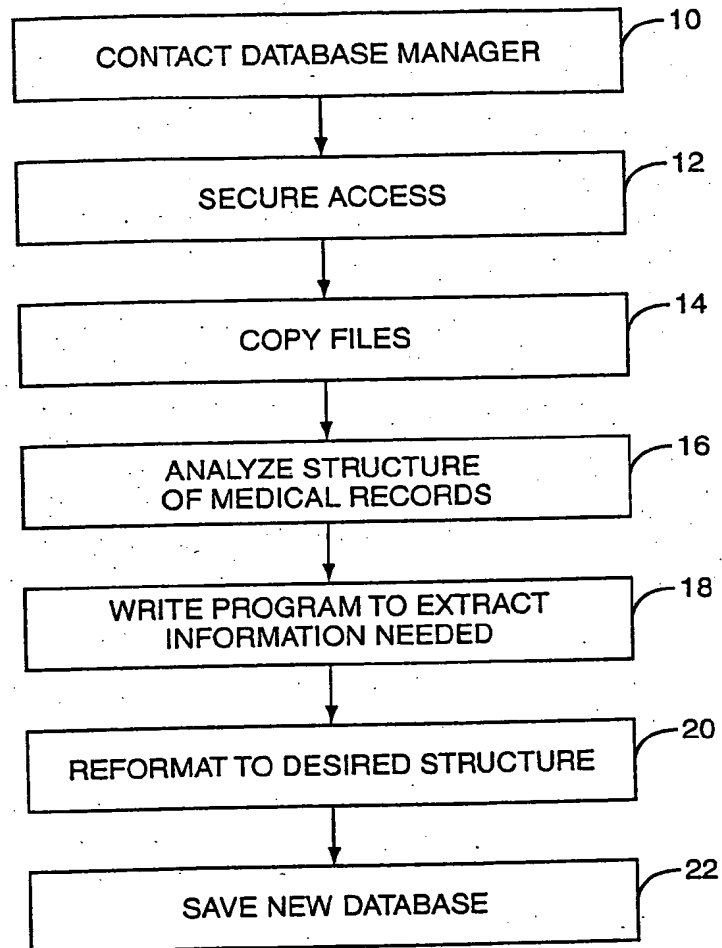 CONTACT DATABASE MANAGER
10
SECURE ACCESS
12
COPY FILES
14
ANALYZE STRUCTURE
OF MEDICAL RECORDS
16
WRITE PROGRAM TO EXTRACT
INFORMATION NEEDED
18
REFORMAT TO DESIRED STRUCTURE
20
SAVE NEW DATABASE
22